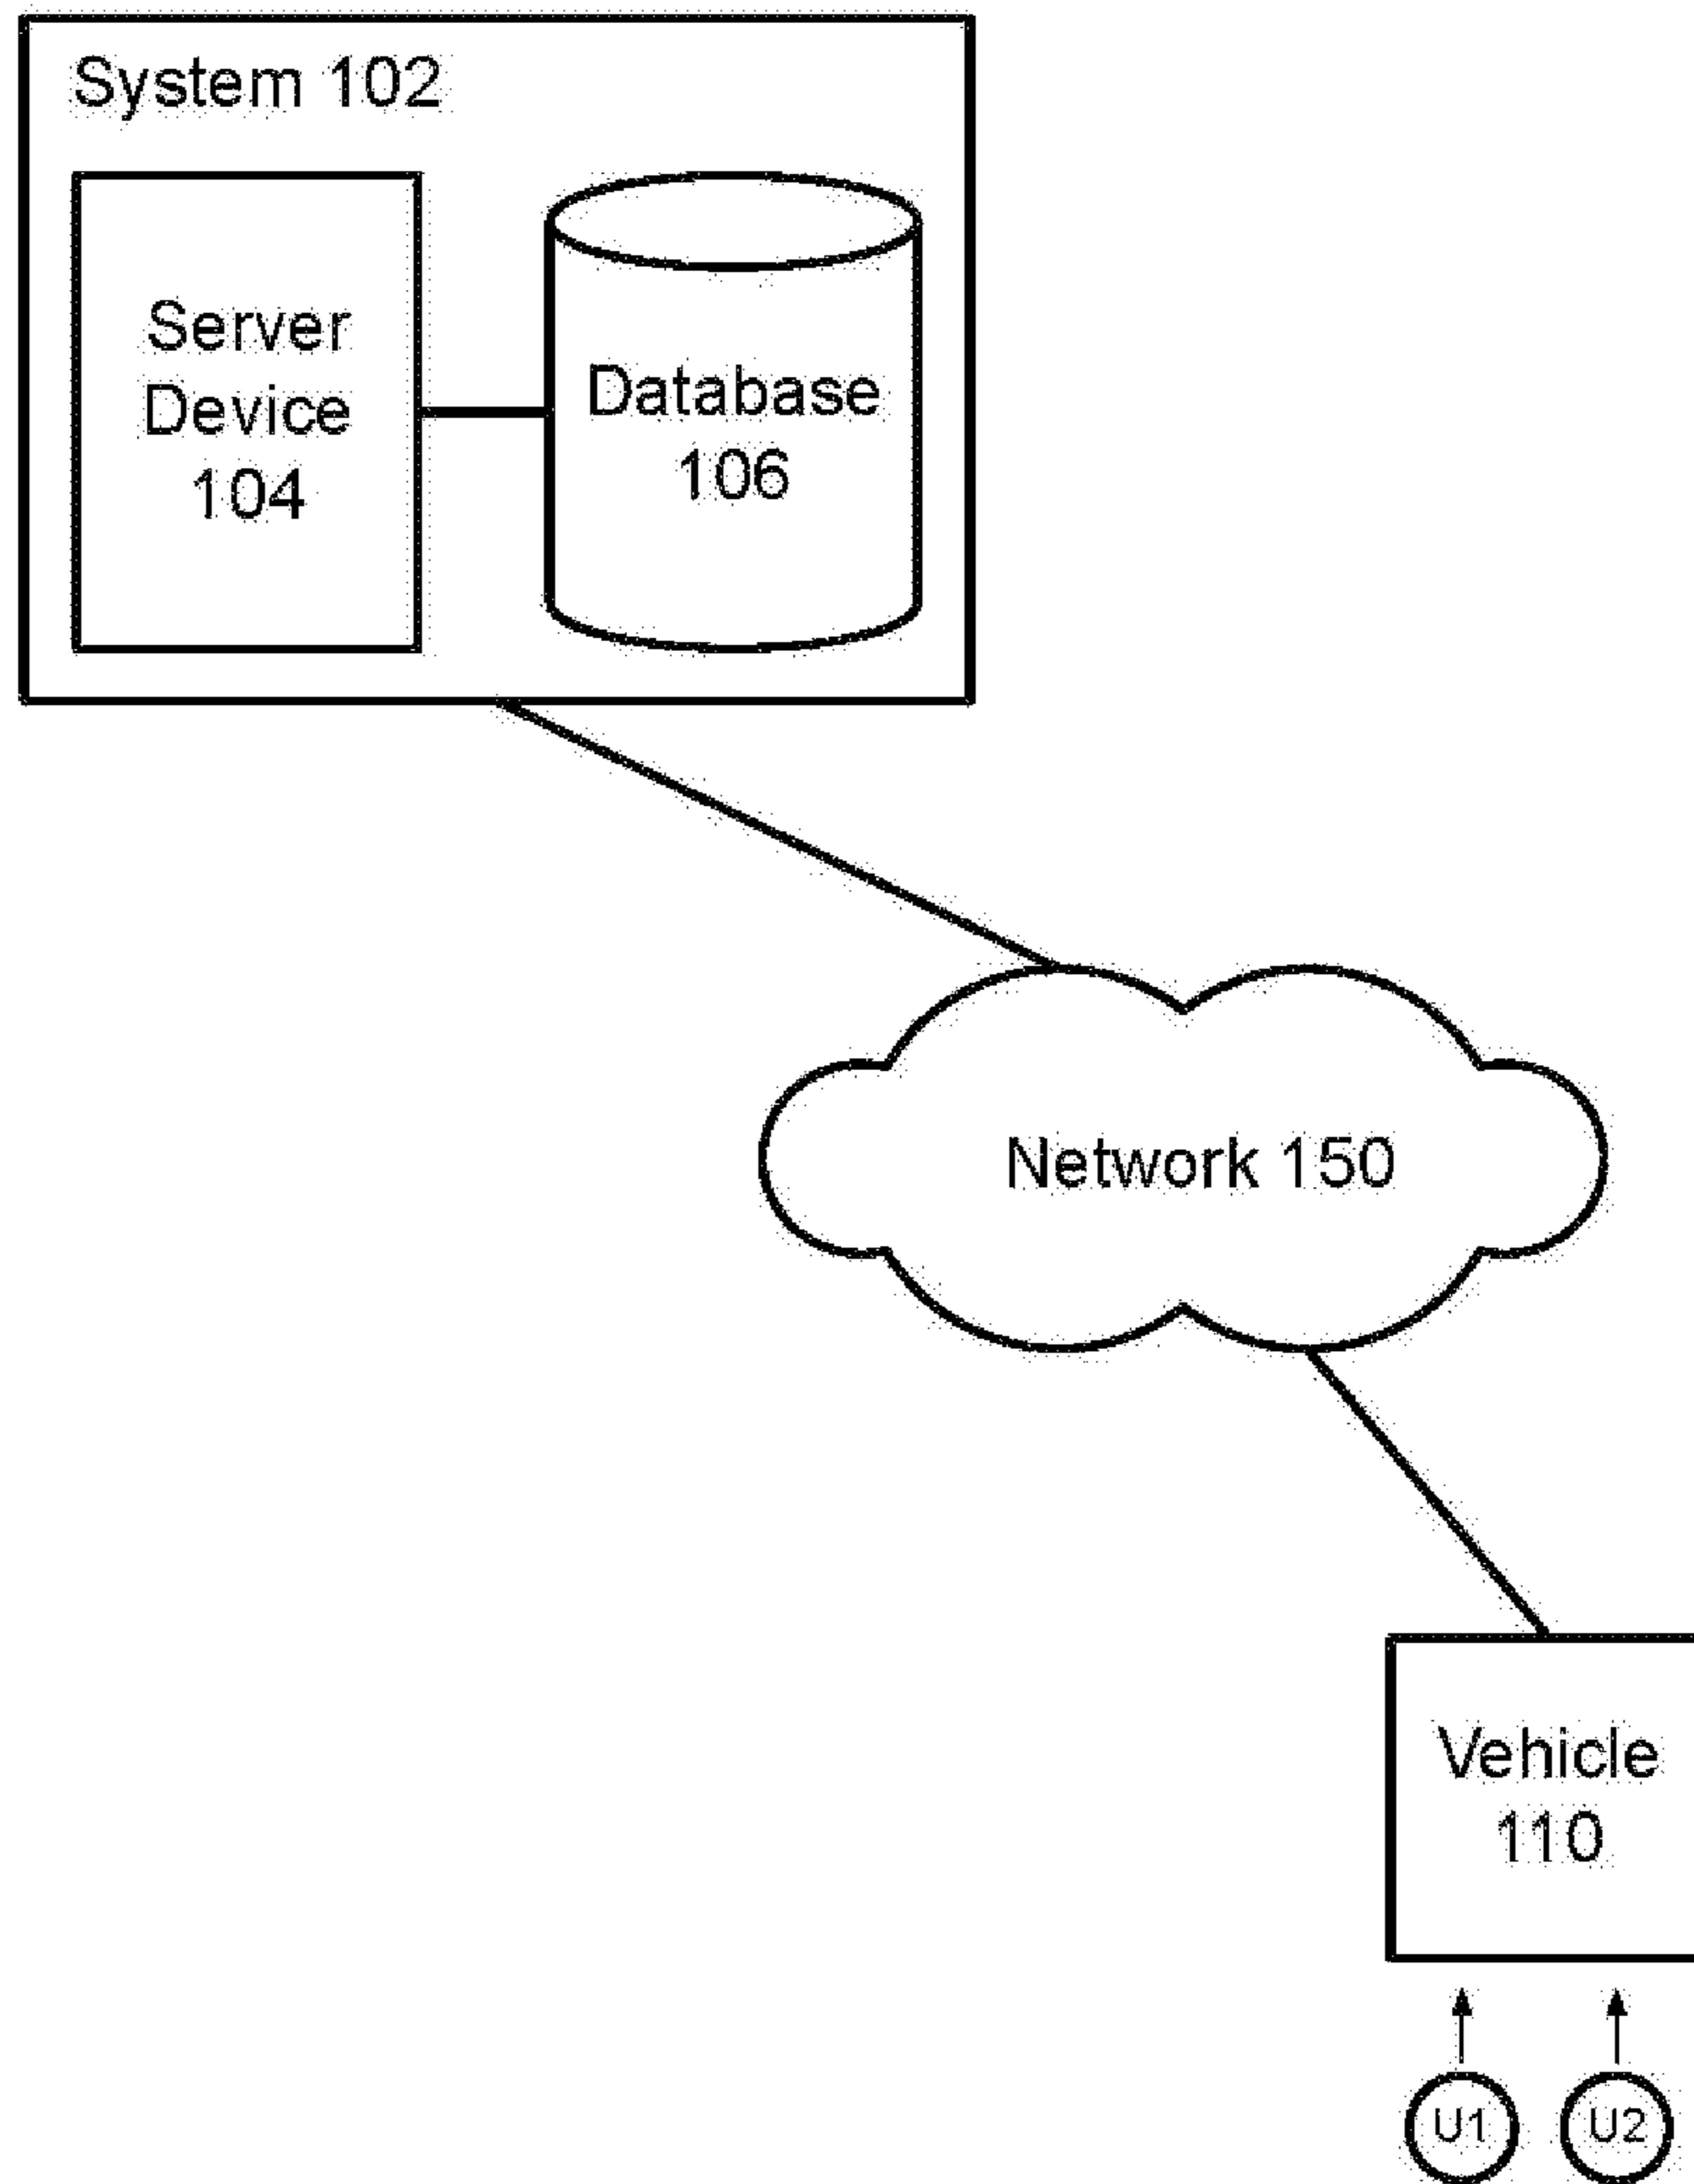 System 102
Server
Device
104
Database
106
Network 150
Vehicle
110
U1
U2